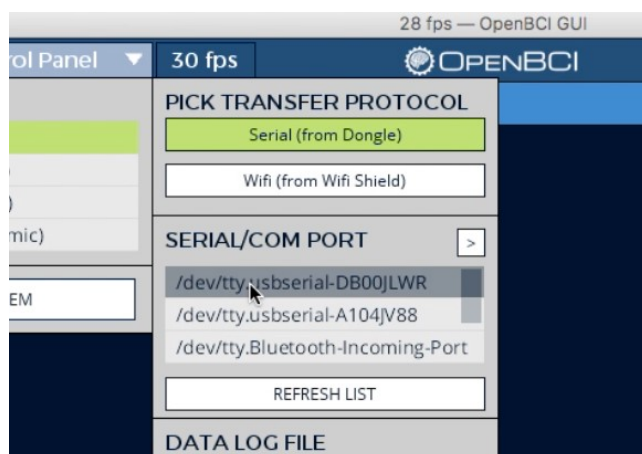 28 fps — OpenBCI GUI
rol Panel
30 fps
OPENBCI
PICK TRANSFER PROTOCOL
Serial (from Dongle)
Wifi (from Wifi Shield)
)
mic)
SERIAL/COM PORT >
EM
/dev/tty.usbserial-DB00JLWR
/dev/tty.usbserial-A104JV88
/dev/tty.Bluetooth-Incoming-Port
REFRESH LIST
DATA LOG FILE